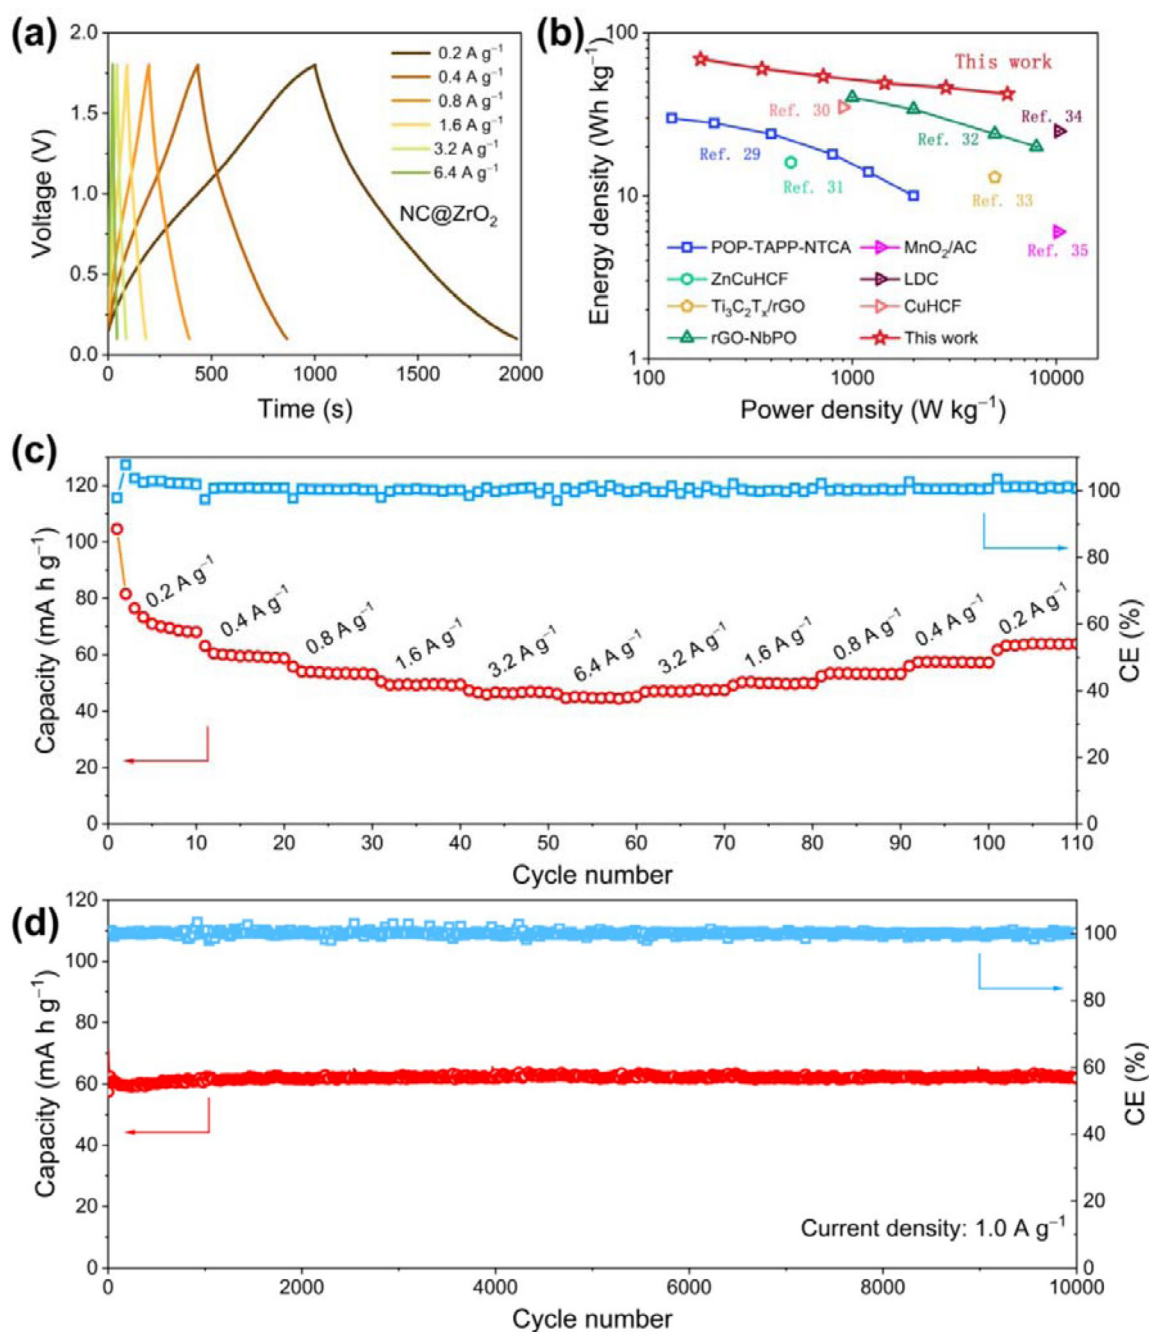 (a)
2.0
1.5
1.0
0.5
0.0
Voltage (V)
0.2 A g⁻¹
0.4 A g⁻¹
0.8 A g⁻¹
1.6 A g⁻¹
3.2 A g⁻¹
6.4 A g⁻¹
NC@ZrO₂
0 500 1000 1500 2000
Time (s)
(b)
100
10
1
Energy density (Wh kg⁻¹)
This work
Ref. 30
Ref. 34
Ref. 29
Ref. 32
Ref. 31
Ref. 33
Ref. 35
POP-TAPP-NTCA
ZnCuHCF
Ti₃C₂Tₓ/rGO
rGO-NbPO
MnO₂/AC
LDC
CuHCF
This work
100 1000 10000
Power density (W kg⁻¹)
(c)
120
100
80
60
40
20
0
Capacity (mA h g⁻¹)
0.2 A g⁻¹
0.4 A g⁻¹
0.8 A g⁻¹
1.6 A g⁻¹
3.2 A g⁻¹
6.4 A g⁻¹
3.2 A g⁻¹
1.6 A g⁻¹
0.8 A g⁻¹
0.4 A g⁻¹
0.2 A g⁻¹
100
80
60
40
20
0
CE (%)
0 10 20 30 40 50 60 70 80 90 100 110
Cycle number
(d)
120
100
80
60
40
20
0
Capacity (mA h g⁻¹)
100
80
60
40
20
0
CE (%)
Current density: 1.0 A g⁻¹
0 2000 4000 6000 8000 10000
Cycle number